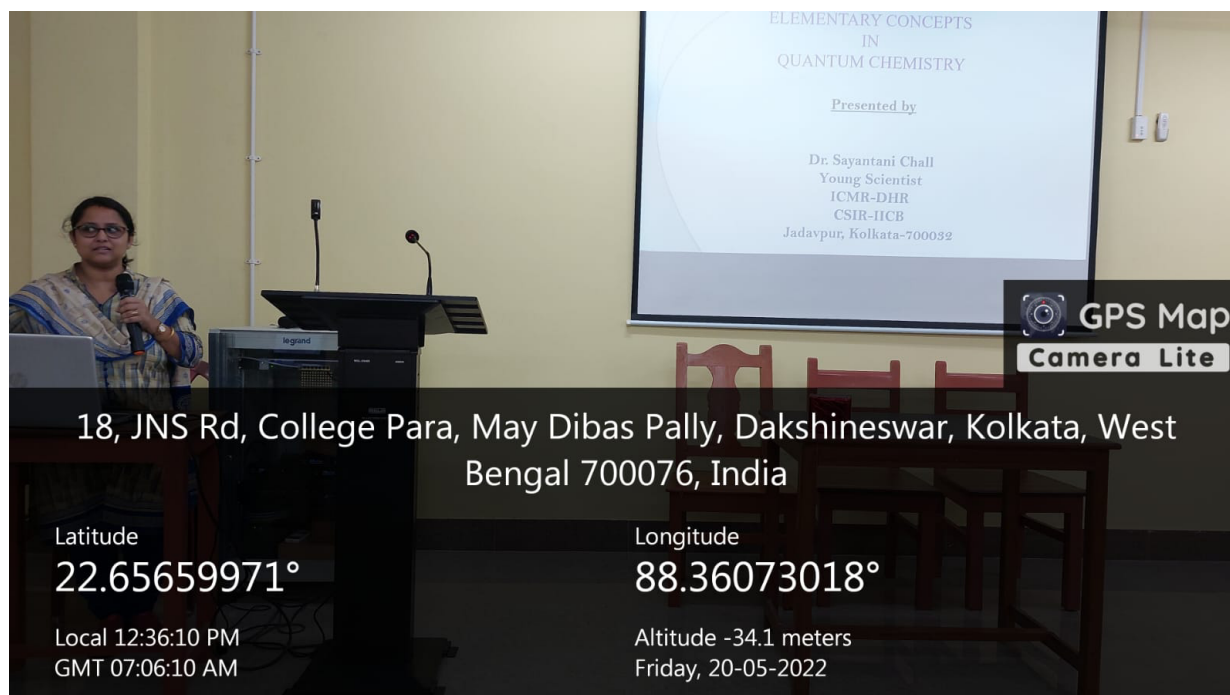 ELEMENTARY CONCEPTS
IN
QUANTUM CHEMISTRY
Presented by
Dr. Sayantani Chall
Young Scientist
ICMR-DHR
CSIR-IICB
Jadavpur, Kolkata-700032
legrand
GPS Map
Camera Lite
18, JNS Rd, College Para, May Dibas Pally, Dakshineswar, Kolkata, West
Bengal 700076, India
Latitude
22.65659971°
Longitude
88.36073018°
Local 12:36:10 PM
GMT 07:06:10 AM
Altitude -34.1 meters
Friday, 20-05-2022